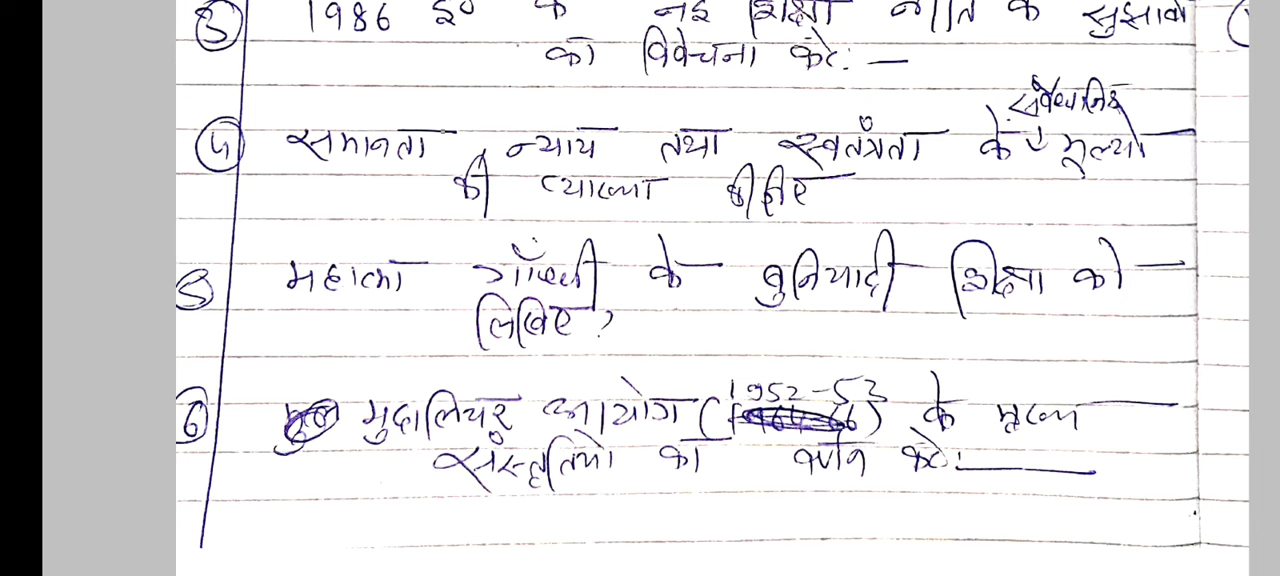 ③ 1986 ई० के नई शिक्षा नीति के सुझावों
को विवेचना करें: —
संवैधानिक
④ समानता, न्याय तथा स्वतंत्रता के मूल्यो
की व्याख्या कीजिए
⑤ महात्मा गाँधी के बुनियादी शिक्षा को
लिखिए?
1952-53
⑥ मुदालियर आयोग ( ) के मुख्य
संस्तुतियो का वर्णन करें: